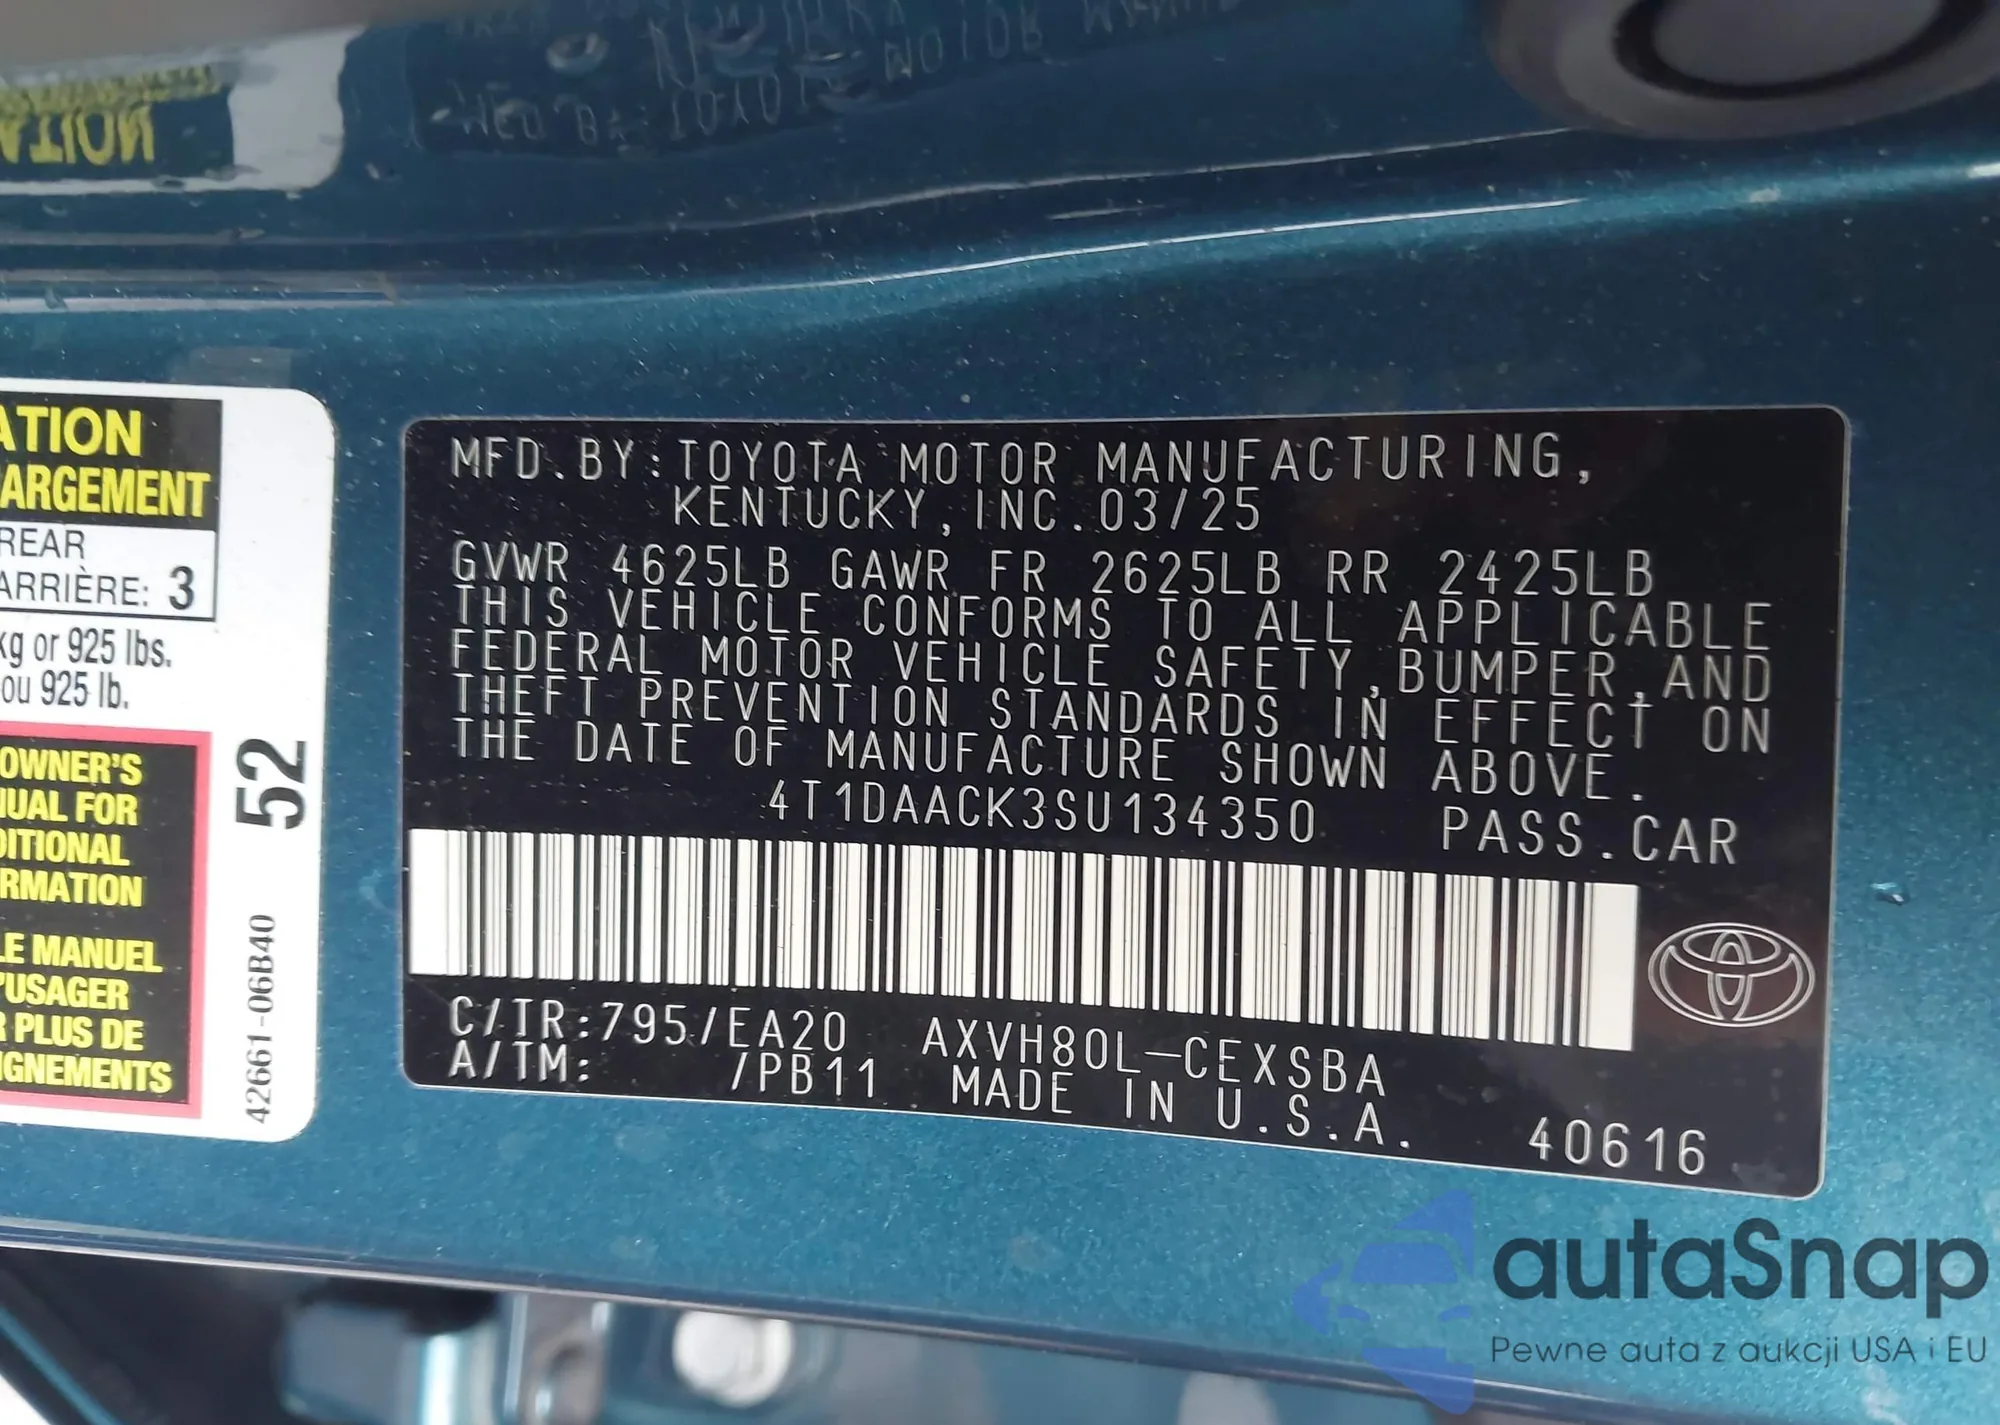 ATION
ARGEMENT
REAR
ARRIÈRE: 3
kg or 925 lbs.
ou 925 lb.
OWNER'S
NUAL FOR
DITIONAL
RMATION
LE MANUEL
'USAGER
R PLUS DE
IGNEMENTS
52
42661-06B40
MFD.BY:TOYOTA MOTOR MANUFACTURING,
KENTUCKY,INC.03/25
GVWR 4625LB GAWR FR 2625LB RR 2425LB
THIS VEHICLE CONFORMS TO ALL APPLICABLE
FEDERAL MOTOR VEHICLE SAFETY,BUMPER,AND
THEFT PREVENTION STANDARDS IN EFFECT ON
THE DATE OF MANUFACTURE SHOWN ABOVE.
4T1DAACK3SU134350 PASS.CAR
C/TR:795/EA20 AXVH80L-CEXSBA
A/TM: /PB11 MADE IN U.S.A.
40616
autaSnap
Pewne auta z aukcji USA i EU